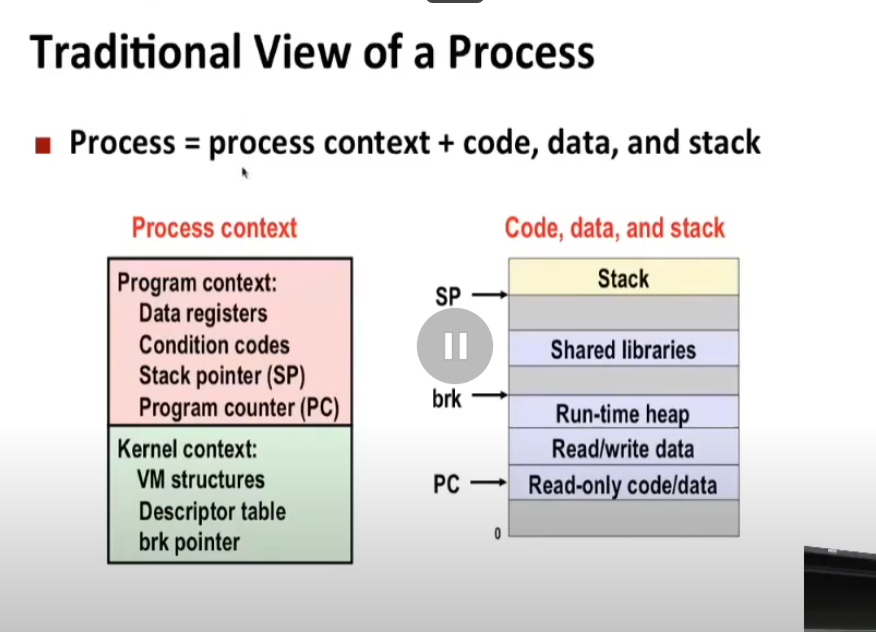 Traditional View of a Process
Process = process context + code, data, and stack
Process context
Program context:
Data registers
Condition codes
Stack pointer (SP)
Program counter (PC)
Kernel context:
VM structures
Descriptor table
brk pointer
Code, data, and stack
Stack
SP
Shared libraries
brk
Run-time heap
Read/write data
PC
Read-only code/data
0